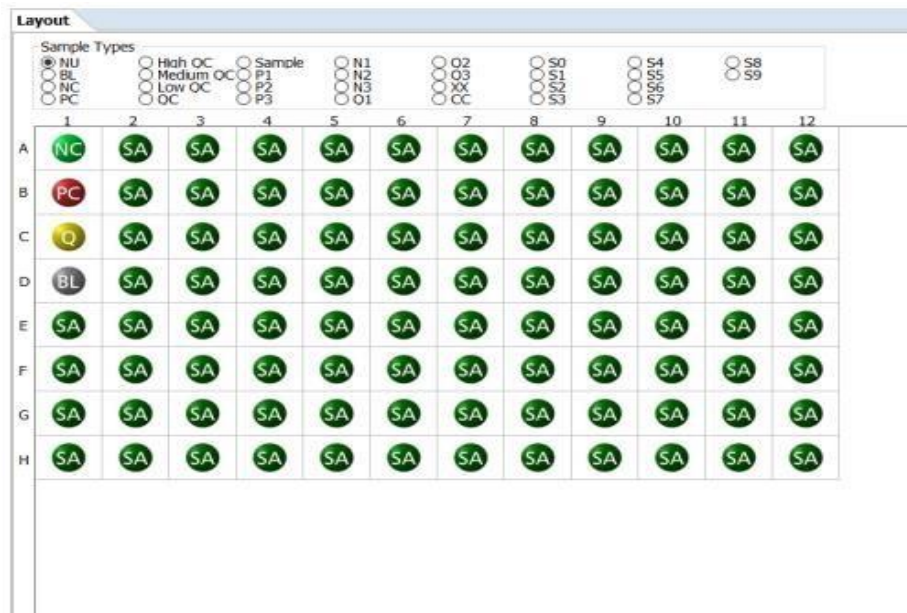 Layout
Sample Types
NU High QC Sample N1 O2 S0 S4 S8
BL Medium QC P1 N2 O3 S1 S5 S9
NC Low QC P2 N3 XX S2 S6
PC QC P3 O1 CC S3 S7
1 2 3 4 5 6 7 8 9 10 11 12
A NC SA SA SA SA SA SA SA SA SA SA SA
B PC SA SA SA SA SA SA SA SA SA SA SA
C Q SA SA SA SA SA SA SA SA SA SA SA
D BL SA SA SA SA SA SA SA SA SA SA SA
E SA SA SA SA SA SA SA SA SA SA SA SA
F SA SA SA SA SA SA SA SA SA SA SA SA
G SA SA SA SA SA SA SA SA SA SA SA SA
H SA SA SA SA SA SA SA SA SA SA SA SA